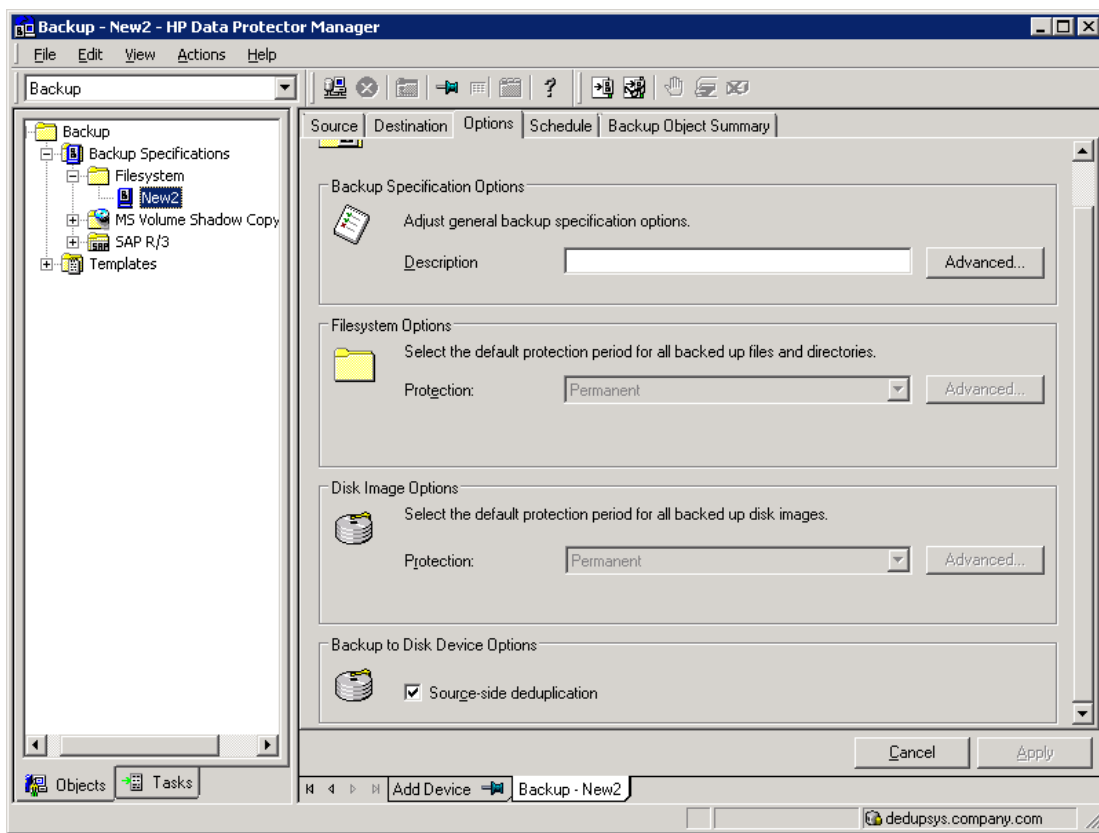 Backup - New2 - HP Data Protector Manager
File Edit View Actions Help
Backup
Backup
Backup Specifications
Filesystem
New2
MS Volume Shadow Copy
SAP R/3
Templates
Objects Tasks
Source Destination Options Schedule Backup Object Summary
Backup Specification Options
Adjust general backup specification options.
Description Advanced...
Filesystem Options
Select the default protection period for all backed up files and directories.
Protection: Permanent Advanced...
Disk Image Options
Select the default protection period for all backed up disk images.
Protection: Permanent Advanced...
Backup to Disk Device Options
Source-side deduplication
Cancel Apply
Add Device Backup - New2
dedupsys.company.com